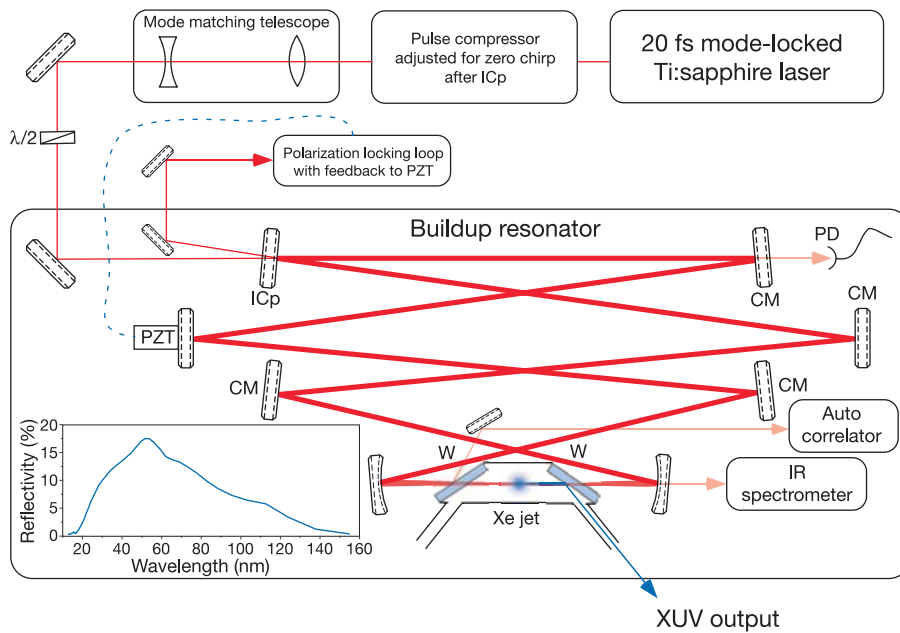 Mode matching telescope
Pulse compressor
adjusted for zero chirp
after ICp
20 fs mode-locked
Ti:sapphire laser
λ/2
Polarization locking loop
with feedback to PZT
Buildup resonator
PD
ICp
CM
CM
PZT
CM
CM
Auto
correlator
W
W
IR
spectrometer
Xe jet
Reflectivity (%)
20
15
10
5
0
20
40
60
80
100
120
140
160
Wavelength (nm)
XUV output